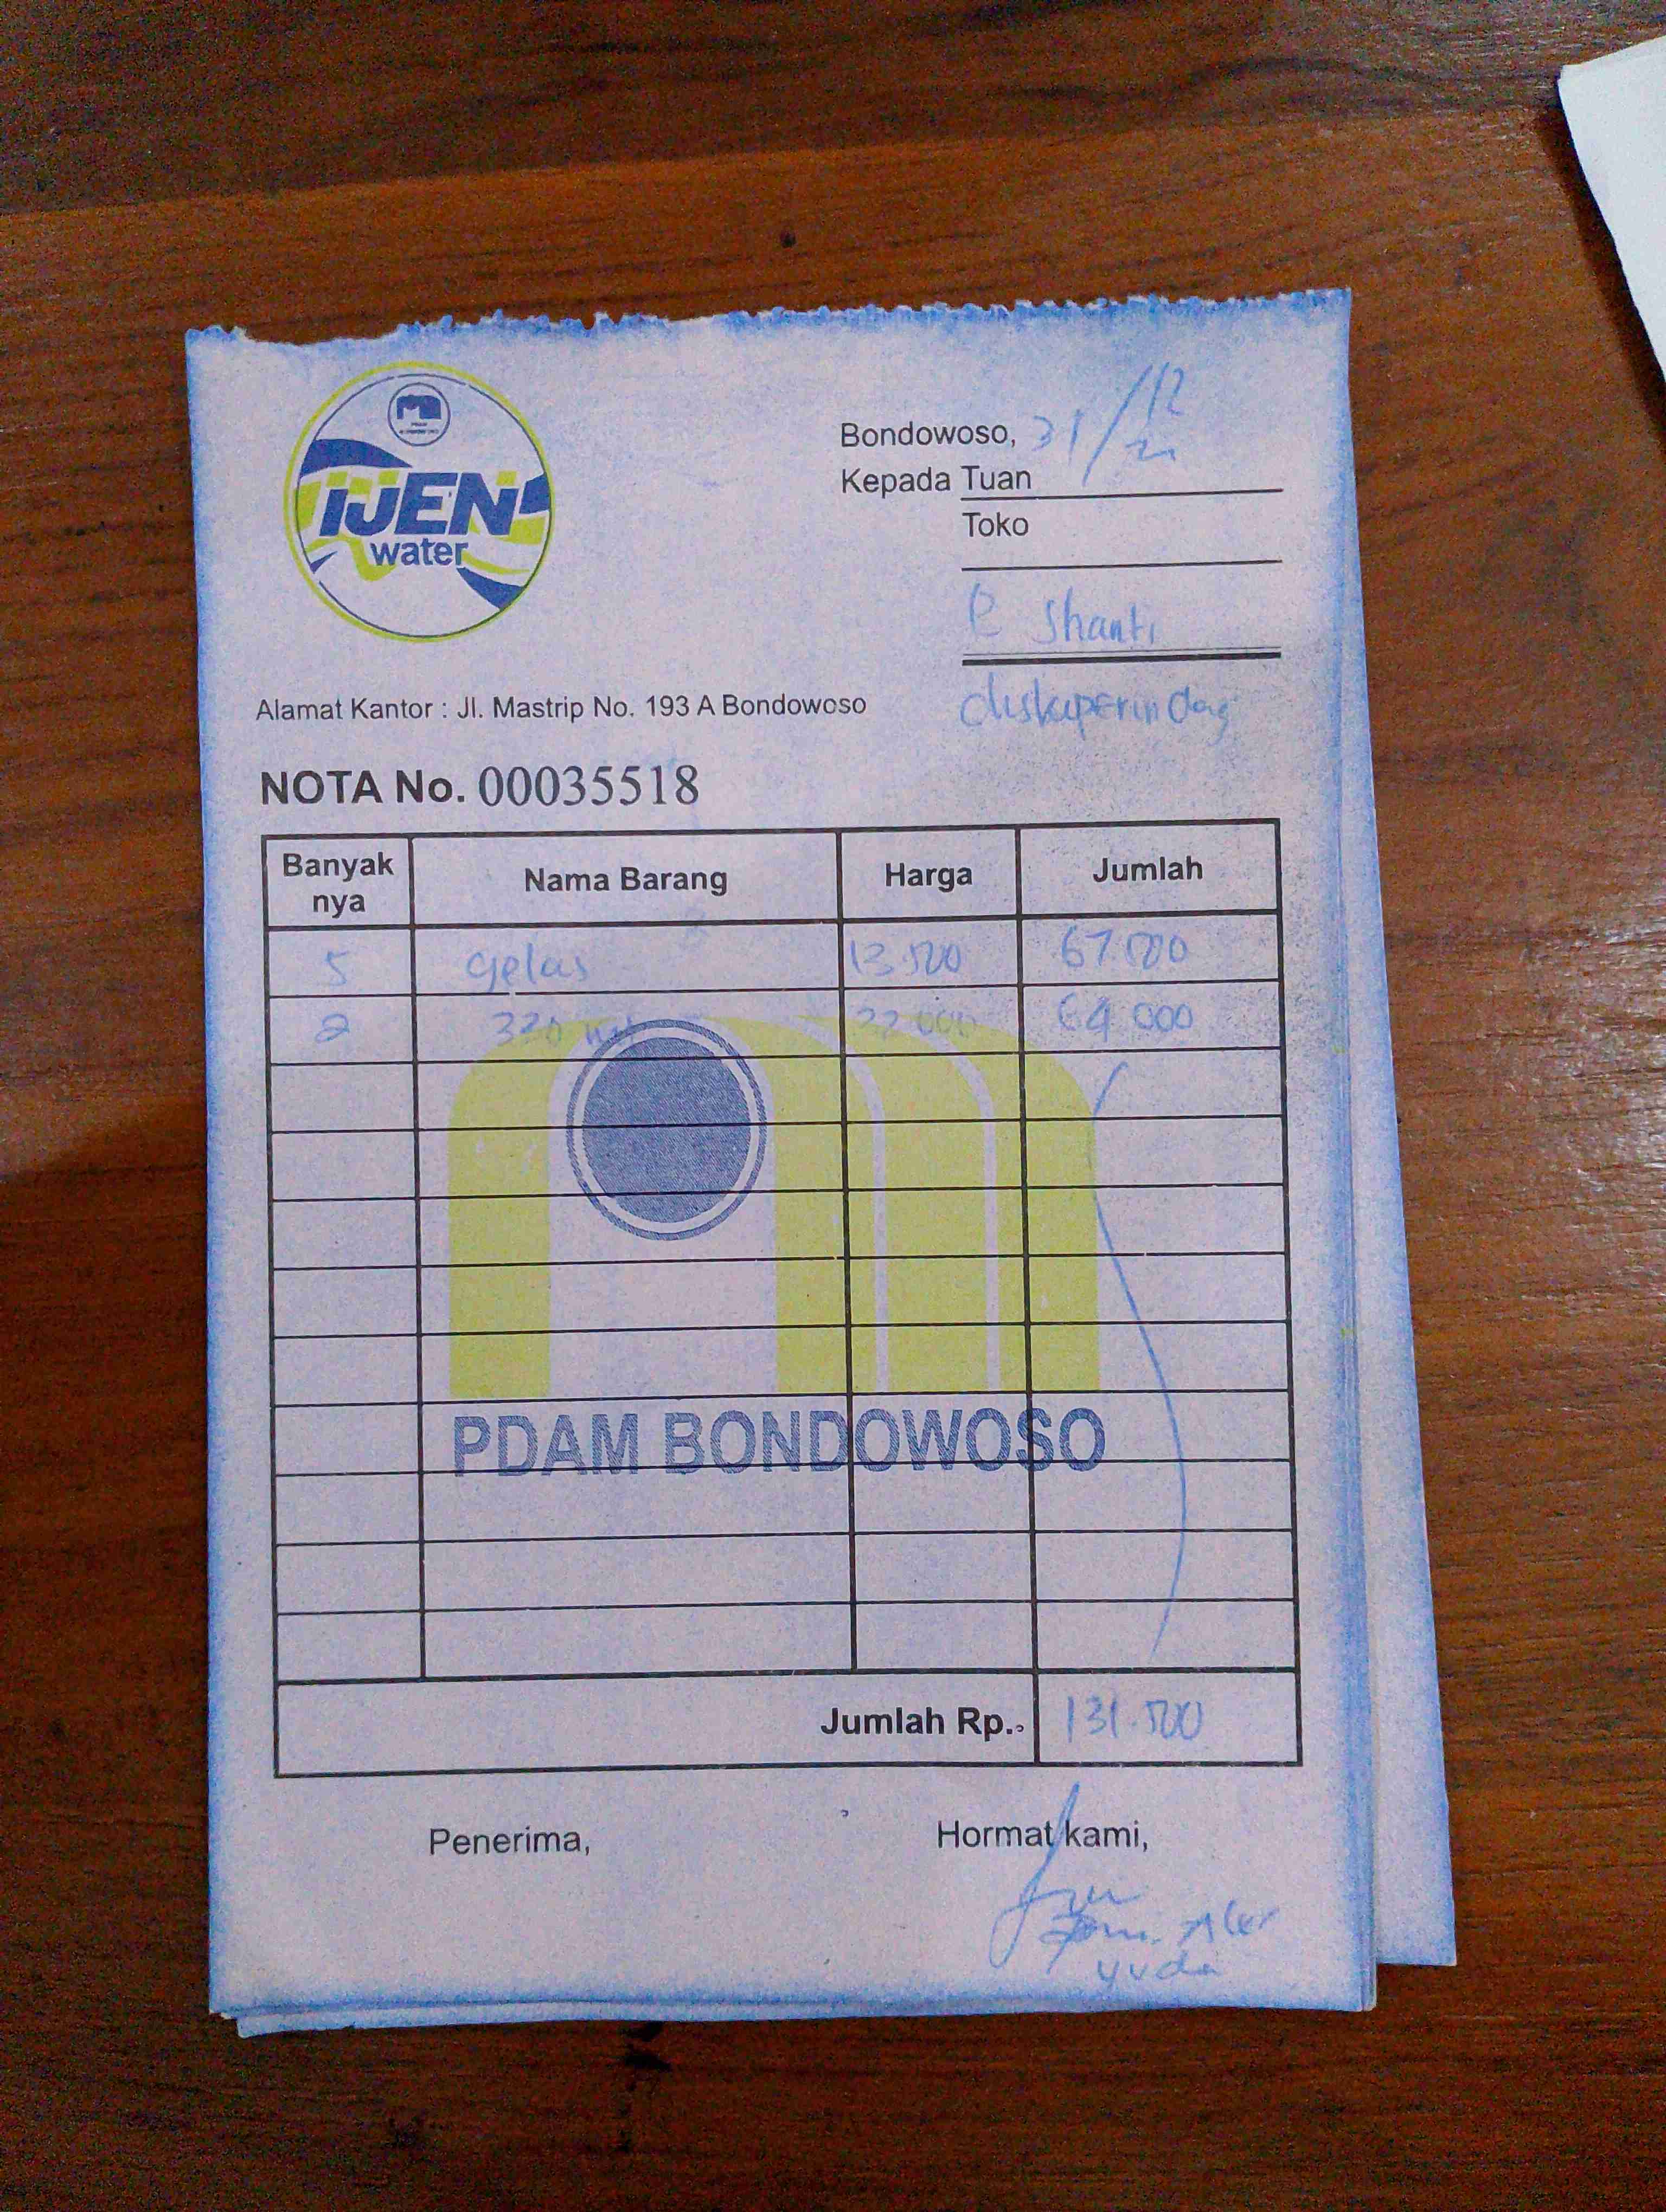 IJEN
water
Bondowoso, 31/12
Kepada Tuan
Toko
P Shanti
diskoperindag
Alamat Kantor : Jl. Mastrip No. 193 A Bondowoso
NOTA No. 00035518
Banyak nya Nama Barang Harga Jumlah
5 gelas 13.500 67.500
2 330 ml 32.000 64.000
PDAM BONDOWOSO
Jumlah Rp. 131.500
Penerima, Hormat kami,
yuda